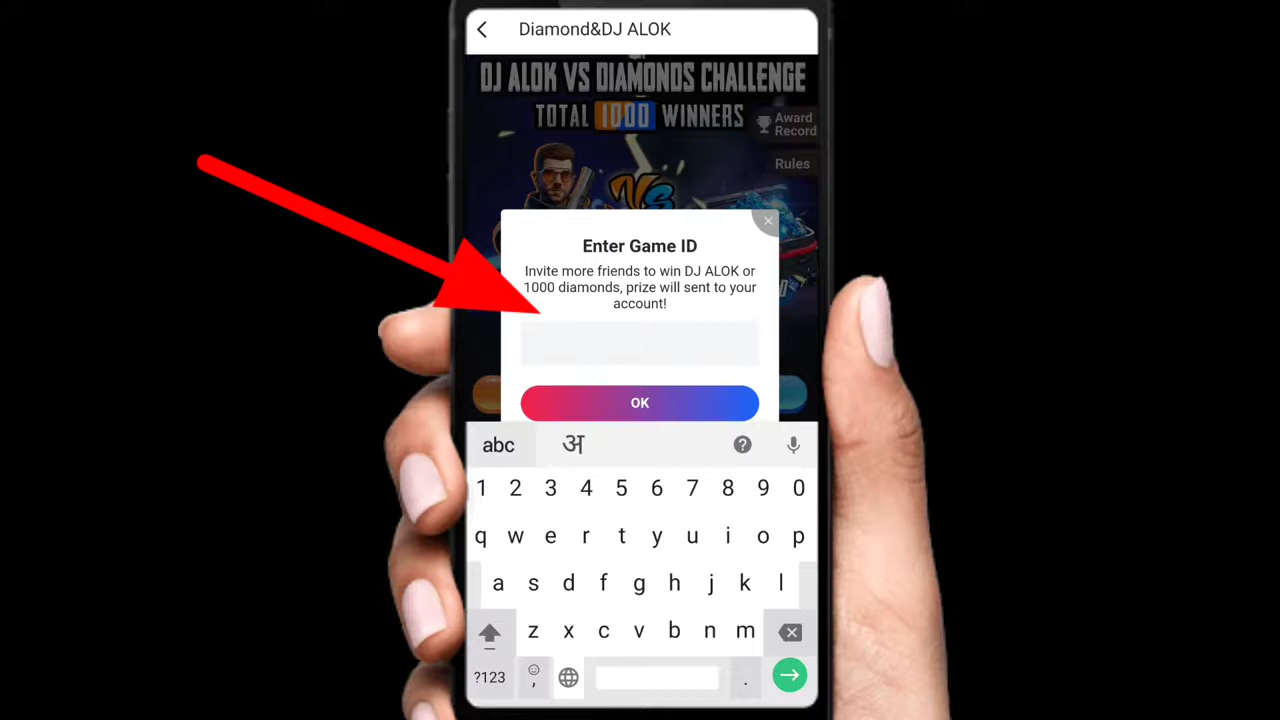 Diamond&DJ ALOK
DJ ALOK VS DIAMONDS CHALLENGE
TOTAL 1000 WINNERS
Award
Record
Rules
VS
Enter Game ID
Invite more friends to win DJ ALOK or
1000 diamonds, prize will sent to your
account!
OK
abc अ
1 2 3 4 5 6 7 8 9 0
q w e r t y u i o p
a s d f g h j k l
z x c v b n m
?123 , .